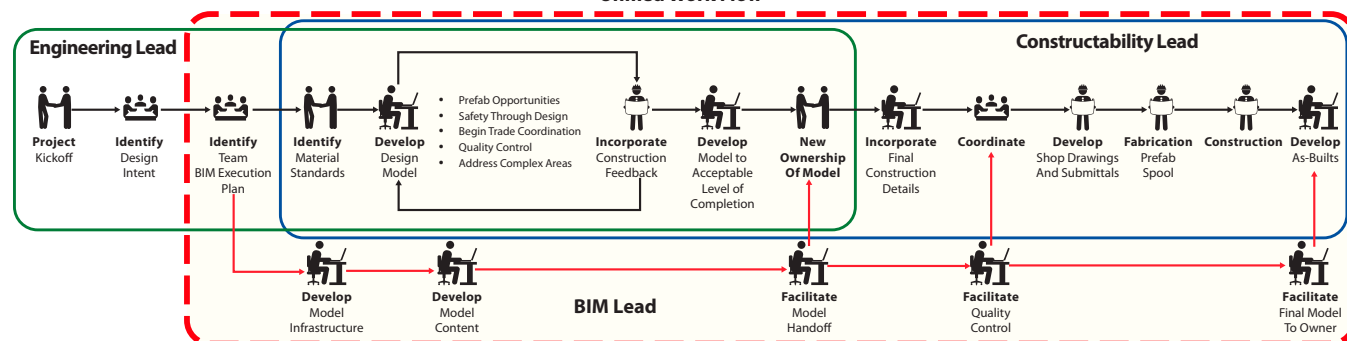 Unified Work Flow
Engineering Lead
Constructability Lead
Project
Kickoff
Identify
Design
Intent
Identify
Team
BIM Execution
Plan
Identify
Material
Standards
Develop
Design
Model
• Prefab Opportunities
• Safety Through Design
• Begin Trade Coordination
• Quality Control
• Address Complex Areas
Incorporate
Construction
Feedback
Develop
Model to
Acceptable
Level of
Completion
New
Ownership
Of Model
Incorporate
Final
Construction
Details
Coordinate
Develop
Shop Drawings
And Submittals
Fabrication
Prefab
Spool
Construction
Develop
As-Builts
Develop
Model
Infrastructure
Develop
Model
Content
BIM Lead
Facilitate
Model
Handoff
Facilitate
Quality
Control
Facilitate
Final Model
To Owner